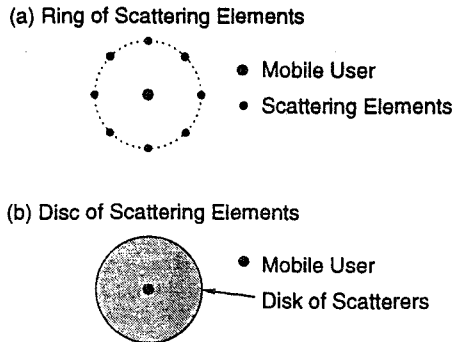 (a) Ring of Scattering Elements
Mobile User
Scattering Elements
(b) Disc of Scattering Elements
Mobile User
Disk of Scatterers